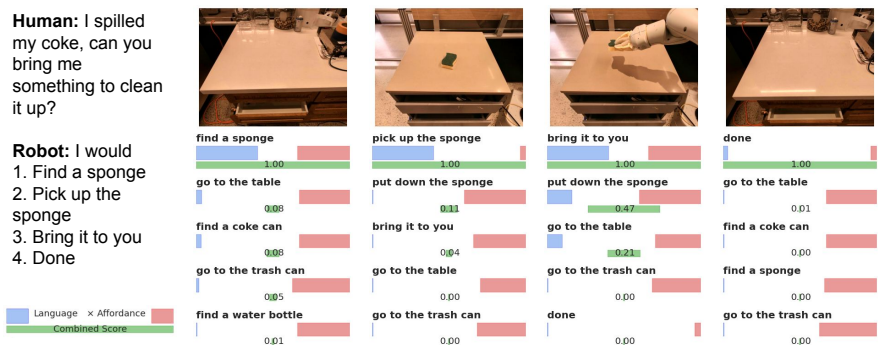 Human: I spilled
my coke, can you
bring me
something to clean
it up?
Robot: I would
1. Find a sponge
2. Pick up the
sponge
3. Bring it to you
4. Done
Language × Affordance
Combined Score
find a sponge
1.00
go to the table
0.08
find a coke can
0.08
go to the trash can
0.05
find a water bottle
0.01
pick up the sponge
1.00
put down the sponge
0.11
bring it to you
0.04
go to the table
0.00
go to the trash can
0.00
bring it to you
1.00
put down the sponge
0.47
go to the table
0.21
go to the trash can
0.00
done
0.00
done
1.00
go to the table
0.01
find a coke can
0.00
find a sponge
0.00
go to the trash can
0.00